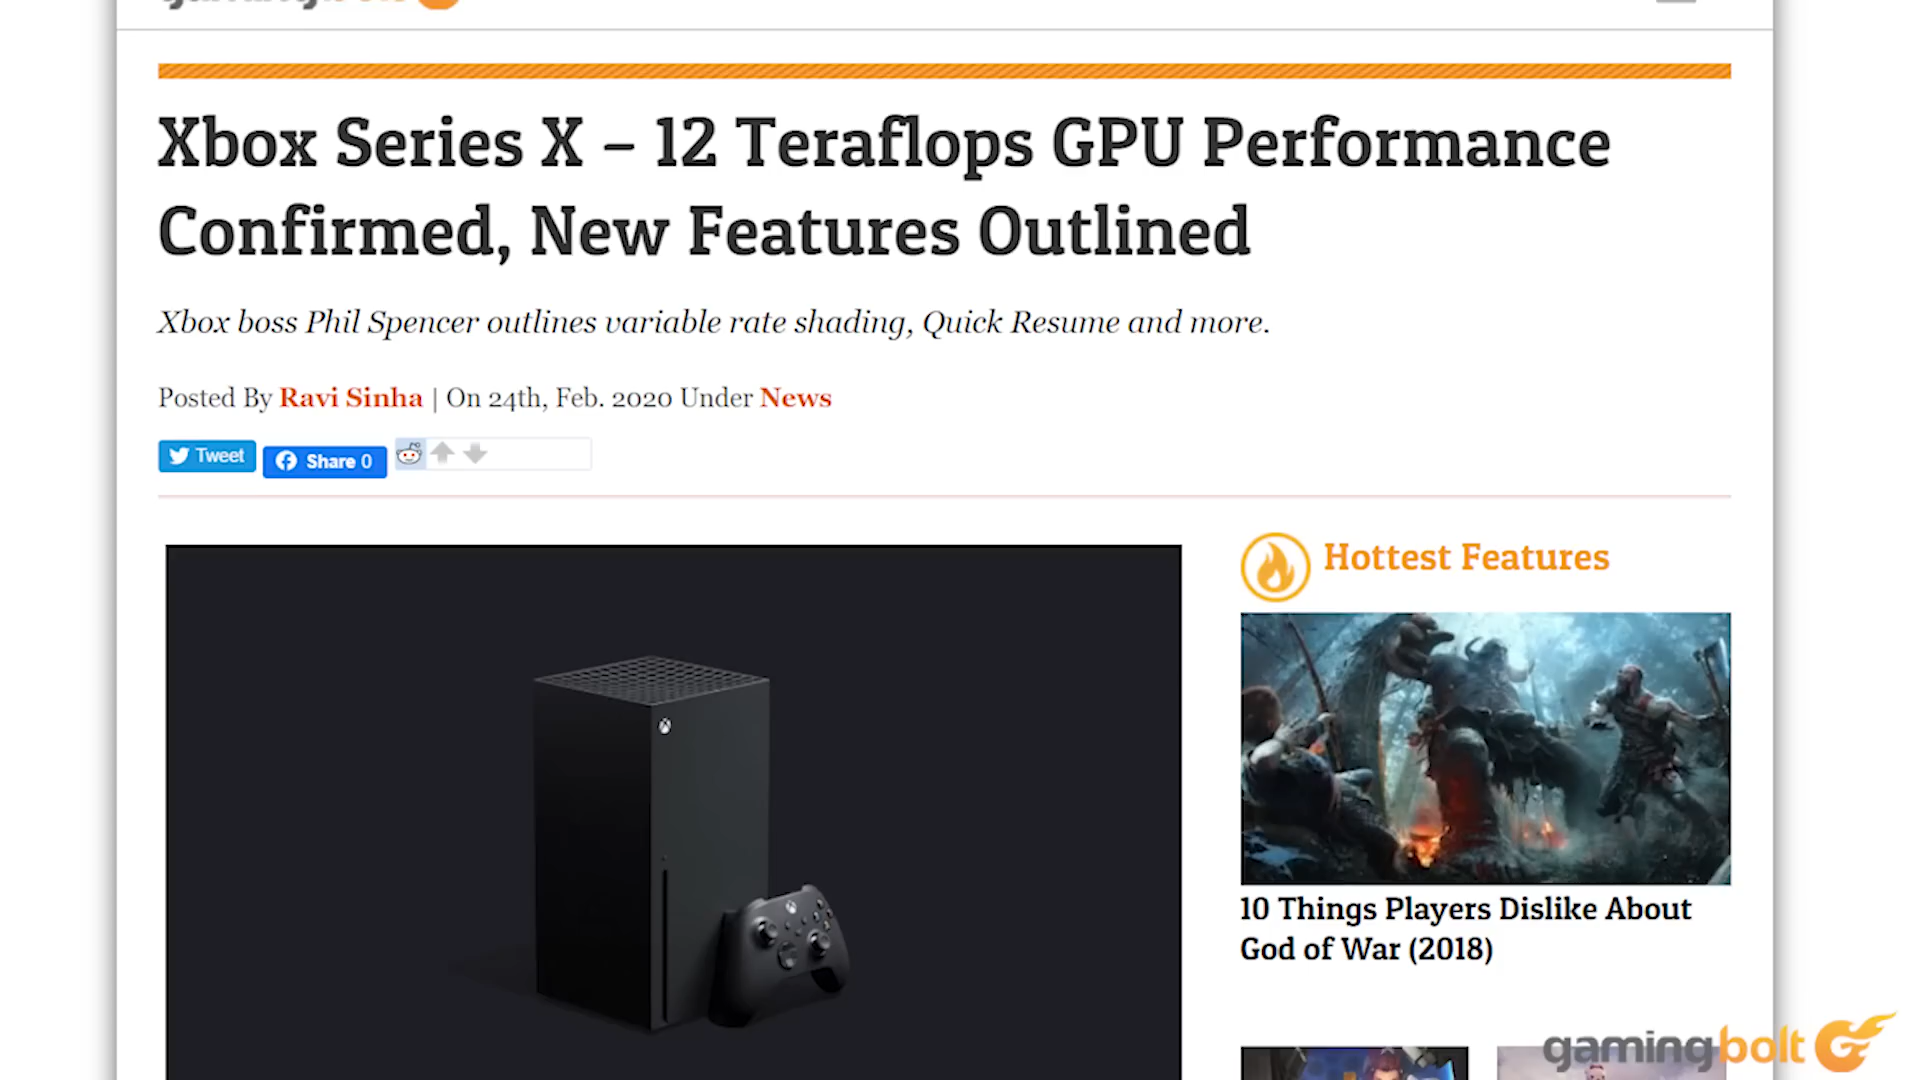 Xbox Series X – 12 Teraflops GPU Performance
Confirmed, New Features Outlined
Xbox boss Phil Spencer outlines variable rate shading, Quick Resume and more.
Posted By Ravi Sinha | On 24th, Feb. 2020 Under News
Tweet
Share 0
Hottest Features
10 Things Players Dislike About
God of War (2018)
gamingbolt